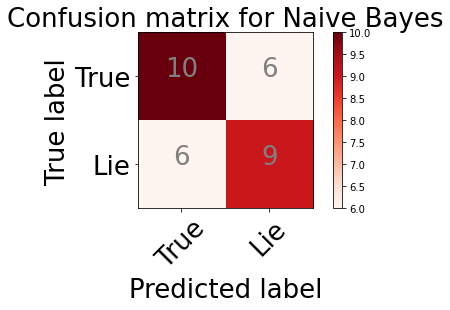 Confusion matrix for Naive Bayes
True label
True
Lie
10 6
6 9
True Lie
Predicted label
10.0
9.5
9.0
8.5
8.0
7.5
7.0
6.5
6.0